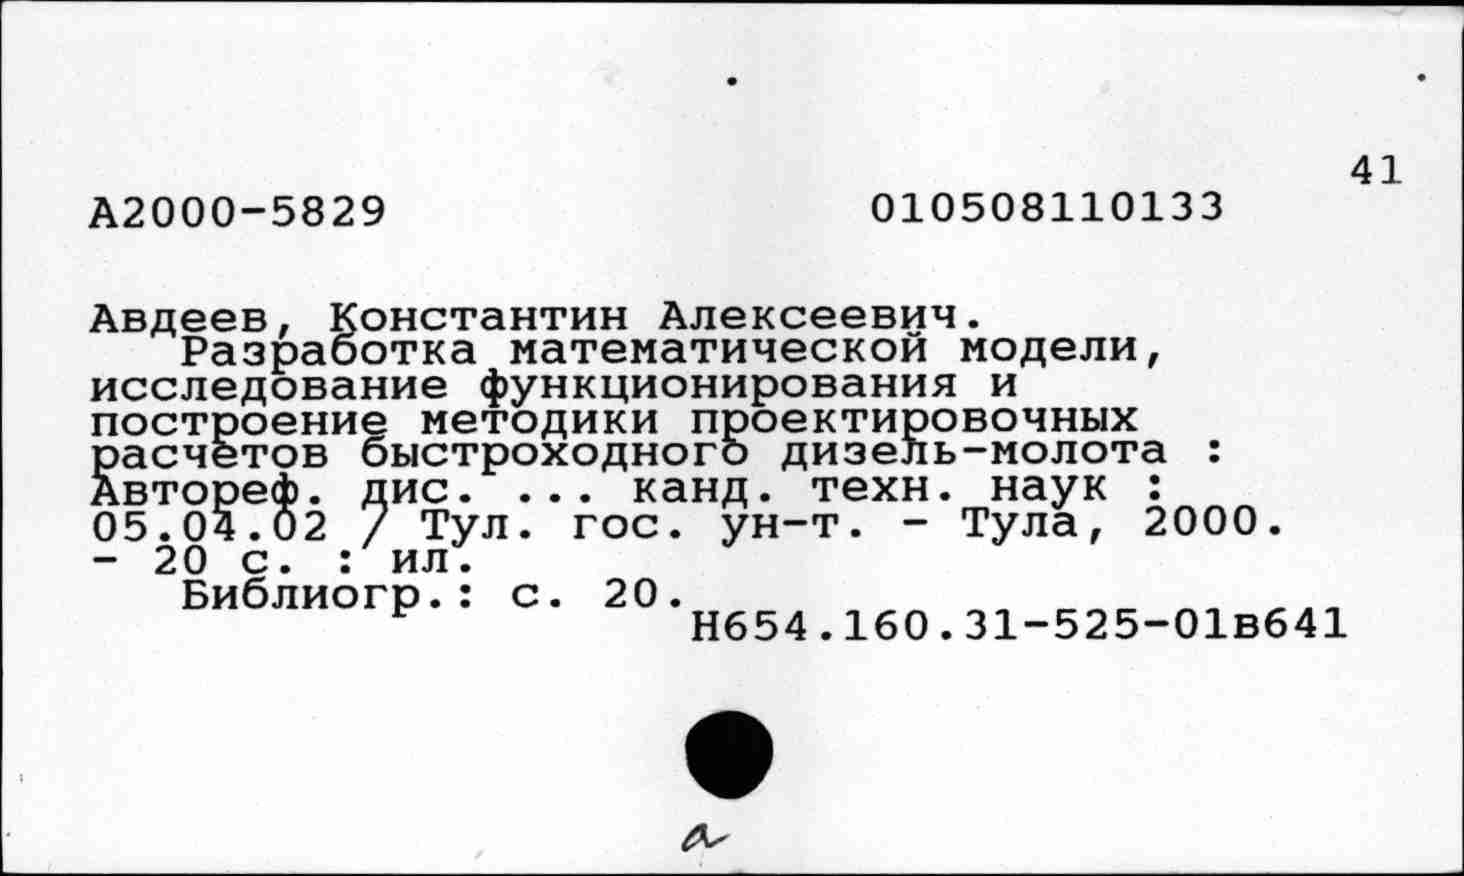 41
А2000-5829 010508110133
Авдеев, Константин Алексеевич.
Разработка математической модели,
исследование функционирования и
построение методики проектировочных
расчетов быстроходного дизель-молота :
Автореф. дис. ... канд. техн. наук :
05.04.02 / Тул. гос. ун-т. - Тула, 2000.
- 20 с. : ил.
Библиогр.: с. 20.
Н654.160.31-525-01в641